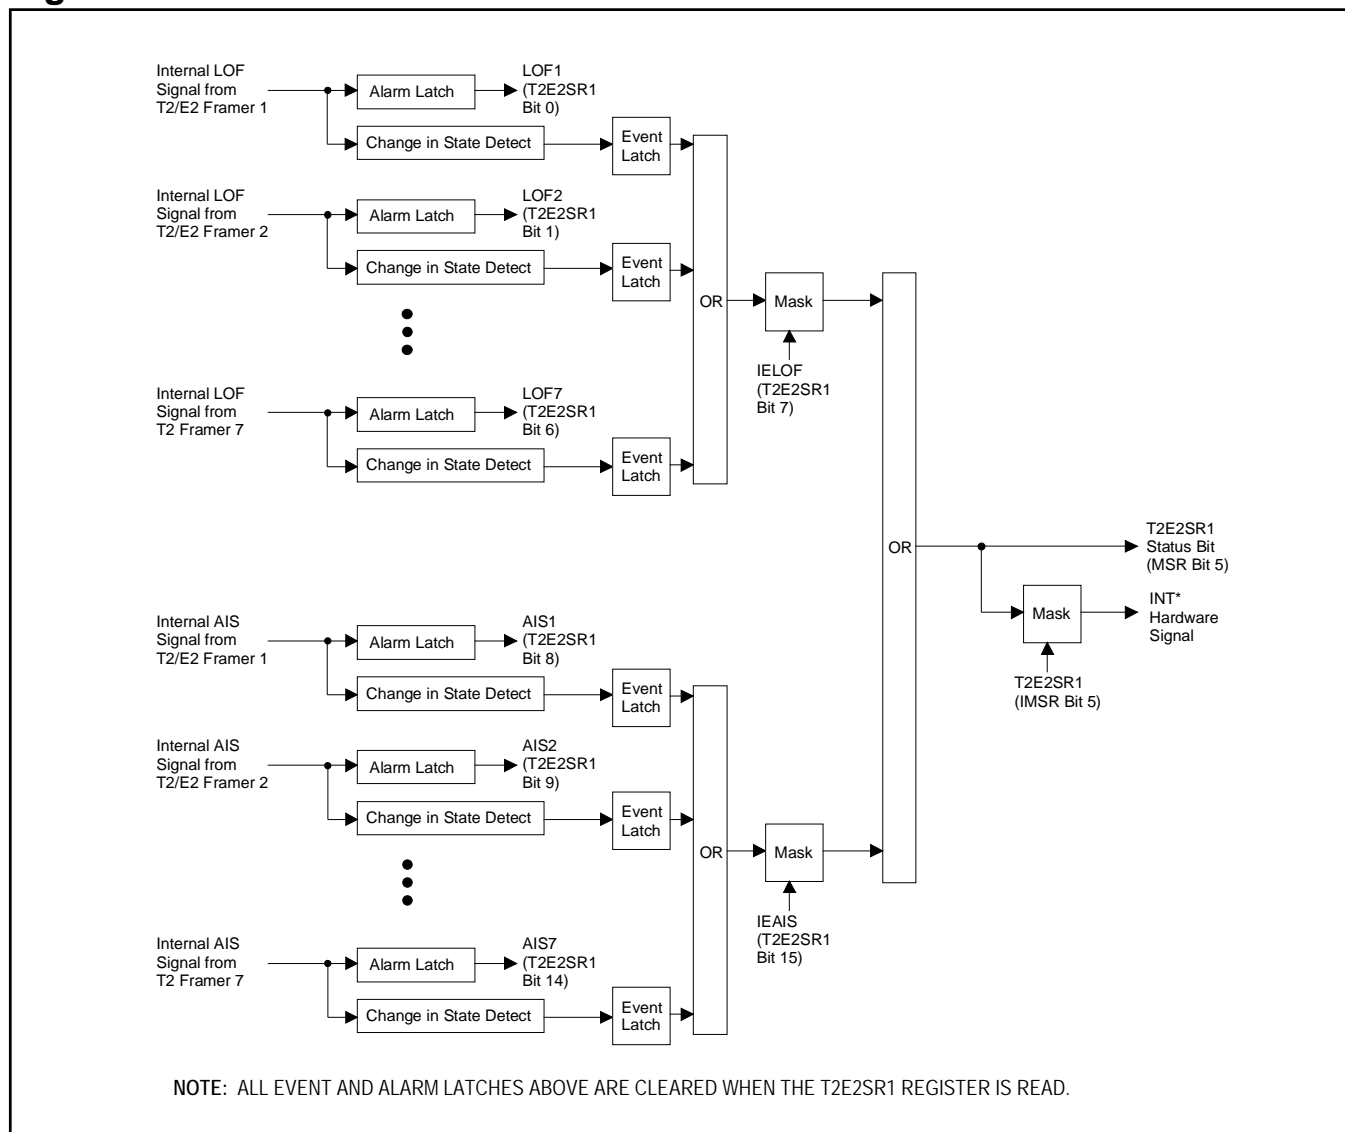 Internal LOF
Signal from
T2/E2 Framer 1
Alarm Latch
LOF1
(T2E2SR1
Bit 0)
Change in State Detect
Event
Latch
Internal LOF
Signal from
T2/E2 Framer 2
Alarm Latch
LOF2
(T2E2SR1
Bit 1)
Change in State Detect
Event
Latch
OR
Mask
IELOF
(T2E2SR1
Bit 7)
Internal LOF
Signal from
T2 Framer 7
Alarm Latch
LOF7
(T2E2SR1
Bit 6)
Change in State Detect
Event
Latch
OR
T2E2SR1
Status Bit
(MSR Bit 5)
Mask
INT*
Hardware
Signal
T2E2SR1
(IMSR Bit 5)
Internal AIS
Signal from
T2/E2 Framer 1
Alarm Latch
AIS1
(T2E2SR1
Bit 8)
Change in State Detect
Event
Latch
Internal AIS
Signal from
T2/E2 Framer 2
Alarm Latch
AIS2
(T2E2SR1
Bit 9)
Change in State Detect
Event
Latch
OR
Mask
IEAIS
(T2E2SR1
Bit 15)
Internal AIS
Signal from
T2 Framer 7
Alarm Latch
AIS7
(T2E2SR1
Bit 14)
Change in State Detect
Event
Latch
NOTE: ALL EVENT AND ALARM LATCHES ABOVE ARE CLEARED WHEN THE T2E2SR1 REGISTER IS READ.